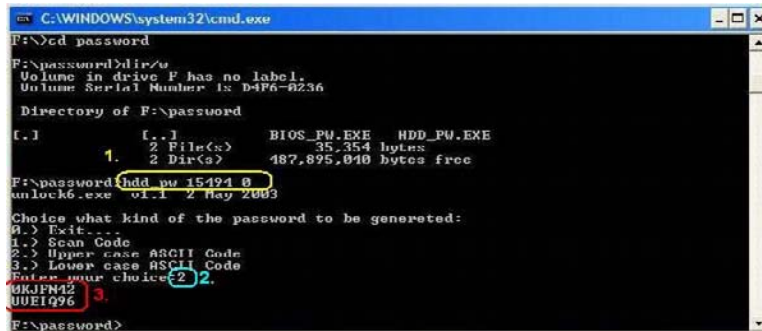 C:\WINDOWS\system32\cmd.exe
F:\>cd password
F:\password>dir/w
Volume in drive F has no label.
Volume Serial Number is D4F6-0236
Directory of F:\password
[.] [..] BIOS_PW.EXE HDD_PW.EXE
2 File(s) 35,354 bytes
1. 2 Dir(s) 487,895,040 bytes free
F:\password>hdd_pw 15494 0
unlock6.exe v1.1 2 May 2003
Choice what kind of the password to be genereted:
0.) Exit....
1.) Scan Code
2.) Upper case ASCII Code
3.) Lower case ASCII Code
Enter your choice=2 2.
0KJFN42
UVEIQ96 3.
F:\password>